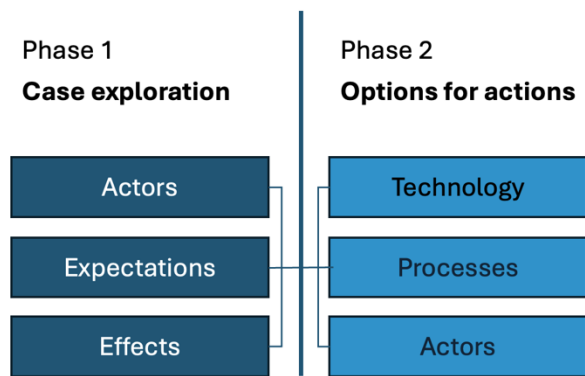 Phase 1
Case exploration
Actors
Expectations
Effects
Phase 2
Options for actions
Technology
Processes
Actors